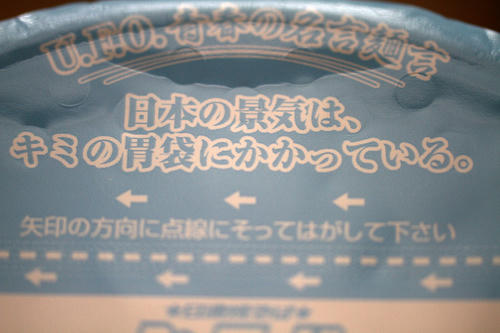 U.F.O.青春の名言麺言
日本の景気は、
キミの胃袋にかかっている。
矢印の方向に点線にそってはがして下さい